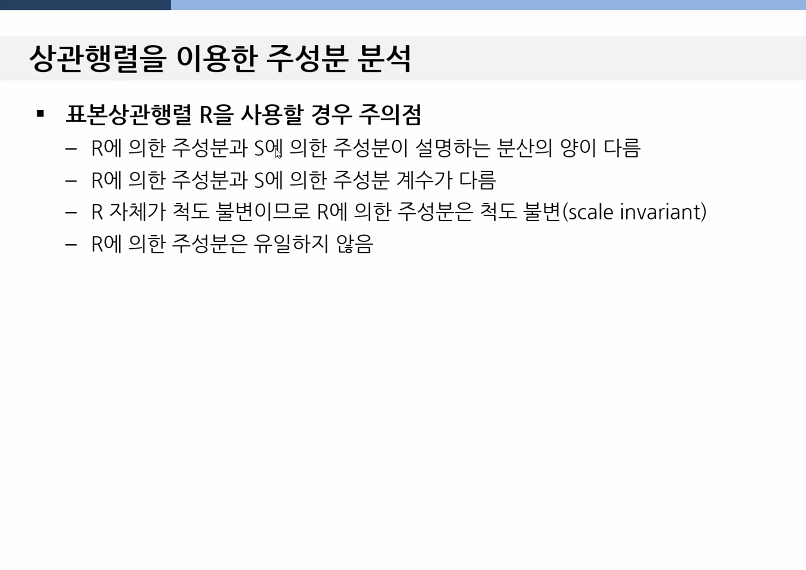 상관행렬을 이용한 주성분 분석
▪ 표본상관행렬 R을 사용할 경우 주의점
– R에 의한 주성분과 S에 의한 주성분이 설명하는 분산의 양이 다름
– R에 의한 주성분과 S에 의한 주성분 계수가 다름
– R 자체가 척도 불변이므로 R에 의한 주성분은 척도 불변(scale invariant)
– R에 의한 주성분은 유일하지 않음